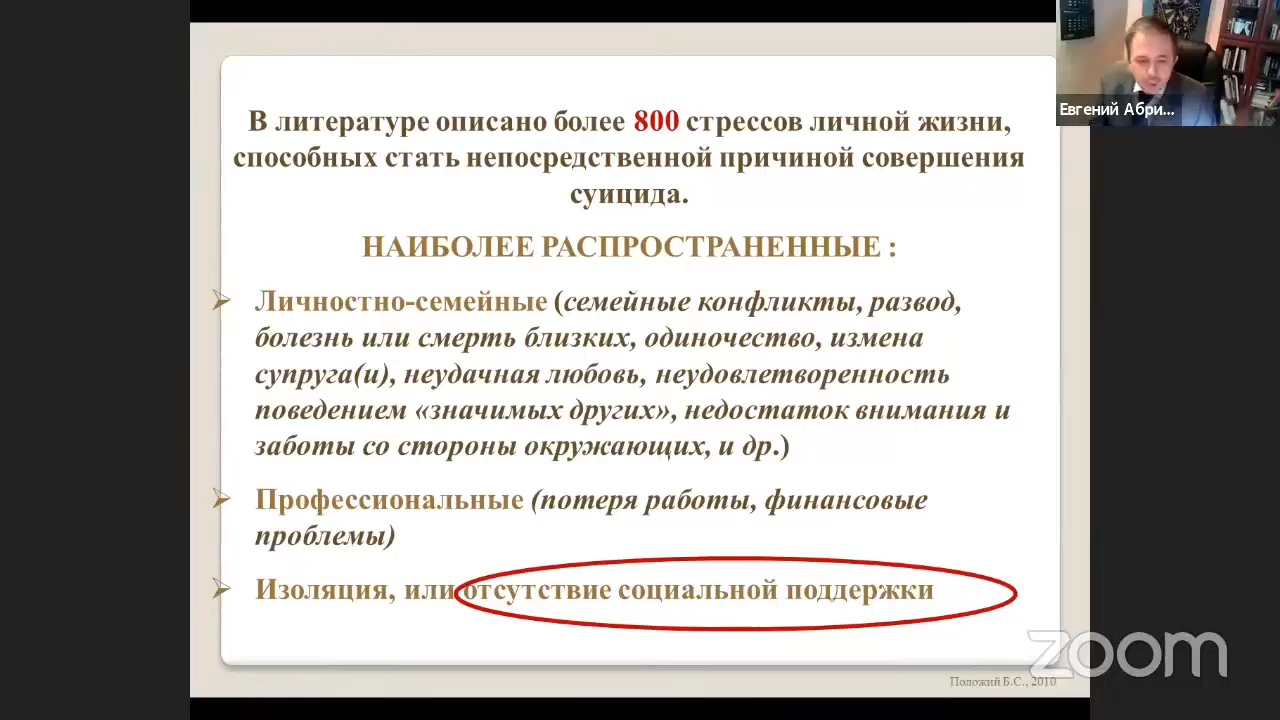 Евгений Абри...
В литературе описано более 800 стрессов личной жизни,
способных стать непосредственной причиной совершения
суицида.
НАИБОЛЕЕ РАСПРОСТРАНЕННЫЕ :
Личностно-семейные (семейные конфликты, развод,
болезнь или смерть близких, одиночество, измена
супруга(и), неудачная любовь, неудовлетворенность
поведением «значимых других», недостаток внимания и
заботы со стороны окружающих, и др.)
Профессиональные (потеря работы, финансовые
проблемы)
Изоляция, или отсутствие социальной поддержки
zoom
Положий Б.С., 2010